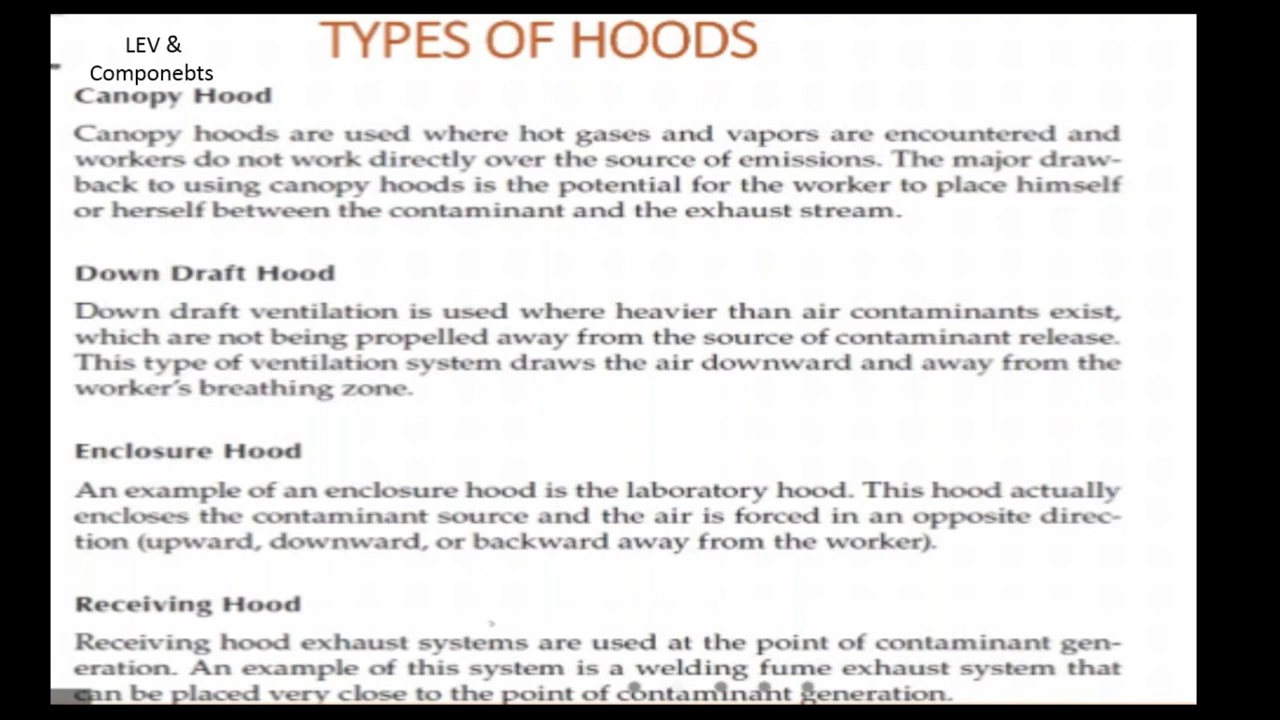 TYPES OF HOODS
LEV &
Componebts
Canopy Hood
Canopy hoods are used where hot gases and vapors are encountered and
workers do not work directly over the source of emissions. The major draw-
back to using canopy hoods is the potential for the worker to place himself
or herself between the contaminant and the exhaust stream.
Down Draft Hood
Down draft ventilation is used where heavier than air contaminants exist,
which are not being propelled away from the source of contaminant release.
This type of ventilation system draws the air downward and away from the
worker's breathing zone.
Enclosure Hood
An example of an enclosure hood is the laboratory hood. This hood actually
encloses the contaminant source and the air is forced in an opposite direc-
tion (upward, downward, or backward away from the worker).
Receiving Hood
Receiving hood exhaust systems are used at the point of contaminant gen-
eration. An example of this system is a welding fume exhaust system that
can be placed very close to the point of contaminant generation.